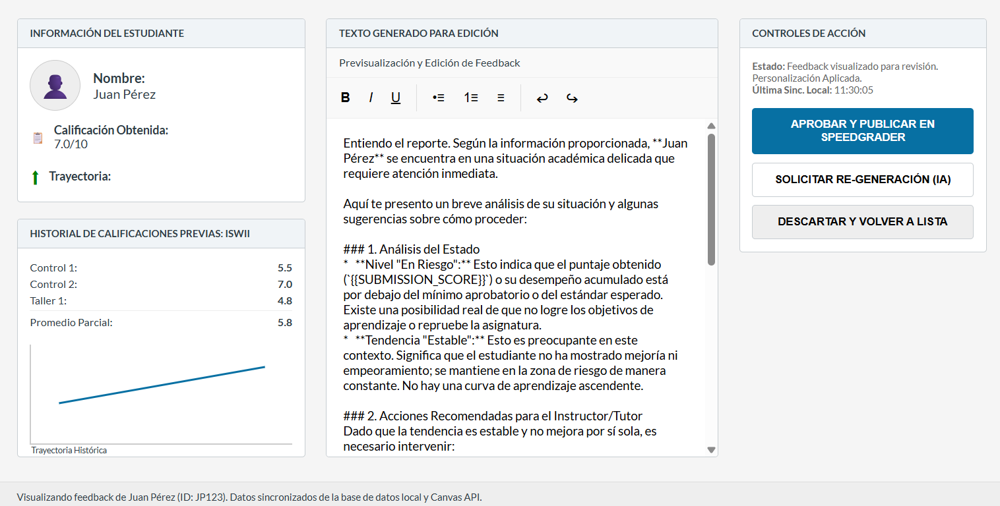 INFORMACIÓN DEL ESTUDIANTE
Nombre:
Juan Pérez
Calificación Obtenida:
7.0/10
Trayectoria:
HISTORIAL DE CALIFICACIONES PREVIAS: ISWII
Control 1: 5.5
Control 2: 7.0
Taller 1: 4.8
Promedio Parcial: 5.8
Trayectoria Histórica
TEXTO GENERADO PARA EDICIÓN
Previsualización y Edición de Feedback
B I U •≡ 1≡ ≡ ↩ ↪
Entiendo el reporte. Según la información proporcionada, **Juan
Pérez** se encuentra en una situación académica delicada que
requiere atención inmediata.
Aquí te presento un breve análisis de su situación y algunas
sugerencias sobre cómo proceder:
### 1. Análisis del Estado
* **Nivel "En Riesgo":** Esto indica que el puntaje obtenido
(`{{SUBMISSION_SCORE}}`) o su desempeño acumulado está
por debajo del mínimo aprobatorio o del estándar esperado.
Existe una posibilidad real de que no logre los objetivos de
aprendizaje o repruebe la asignatura.
* **Tendencia "Estable":** Esto es preocupante en este
contexto. Significa que el estudiante no ha mostrado mejoría ni
empeoramiento; se mantiene en la zona de riesgo de manera
constante. No hay una curva de aprendizaje ascendente.
### 2. Acciones Recomendadas para el Instructor/Tutor
Dado que la tendencia es estable y no mejora por sí sola, es
necesario intervenir:
CONTROLES DE ACCIÓN
Estado: Feedback visualizado para revisión.
Personalización Aplicada.
Última Sinc. Local: 11:30:05
APROBAR Y PUBLICAR EN
SPEEDGRADER
SOLICITAR RE-GENERACIÓN (IA)
DESCARTAR Y VOLVER A LISTA
Visualizando feedback de Juan Pérez (ID: JP123). Datos sincronizados de la base de datos local y Canvas API.